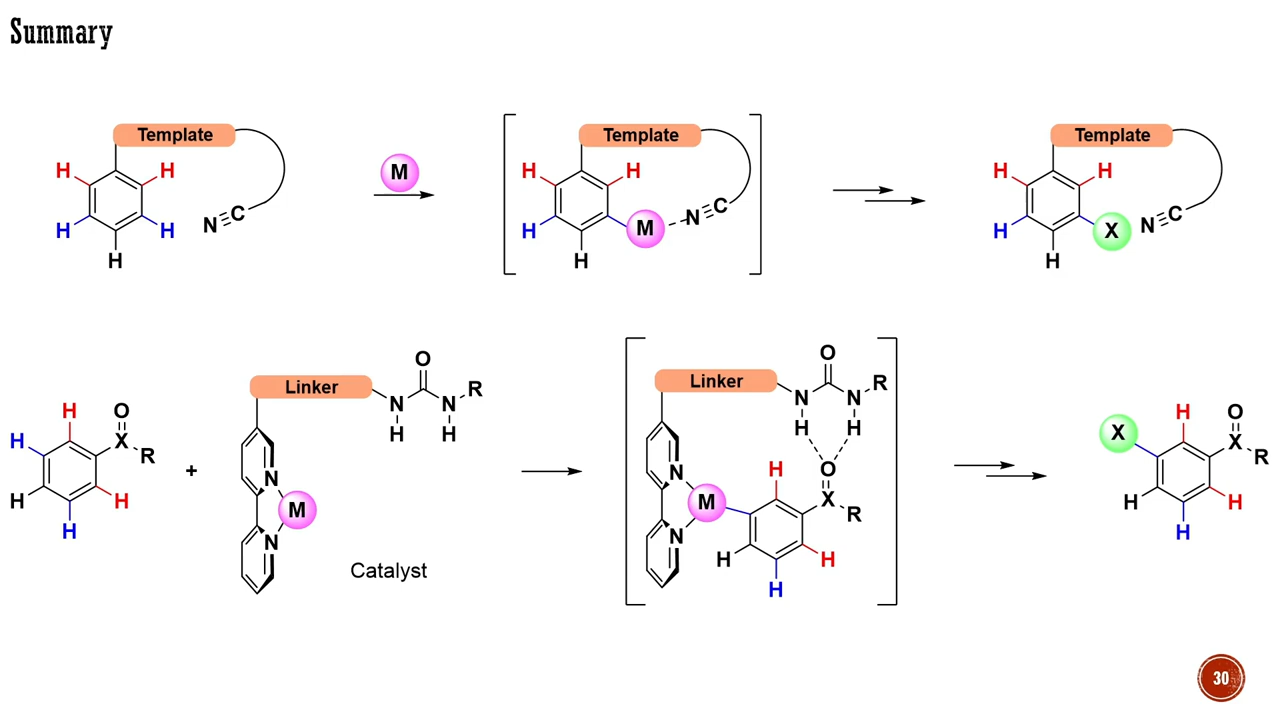 Summary
Template
H H
H H
H
N≡C
M
Template
H H
H M N≡C
H
Template
H H
H X N≡C
H
O
H
H X R
H H
H
+
Linker
O
N N R
H H
N
M
N
Catalyst
Linker
O
N N R
H H
N
M
N
H
O
X
R
H H
H
X
H
O
X
R
H H
H
30